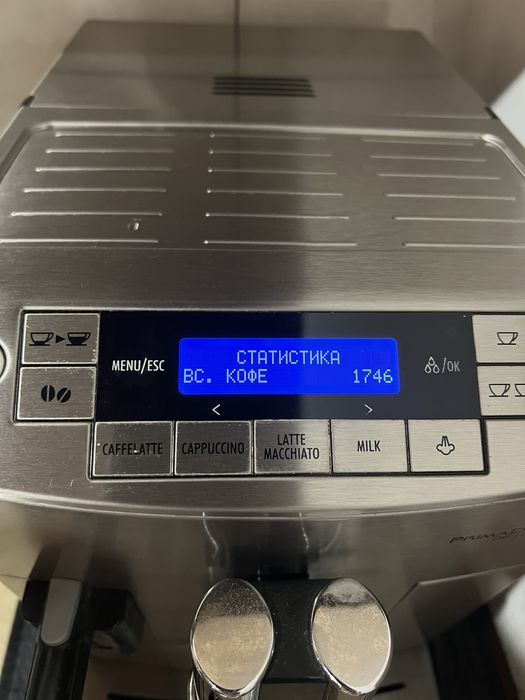 СТАТИСТИКА
ВС. КОФЕ 1746
MENU/ESC
/OK
< >
CAFFELATTE
CAPPUCCINO
LATTE
MACCHIATO
MILK